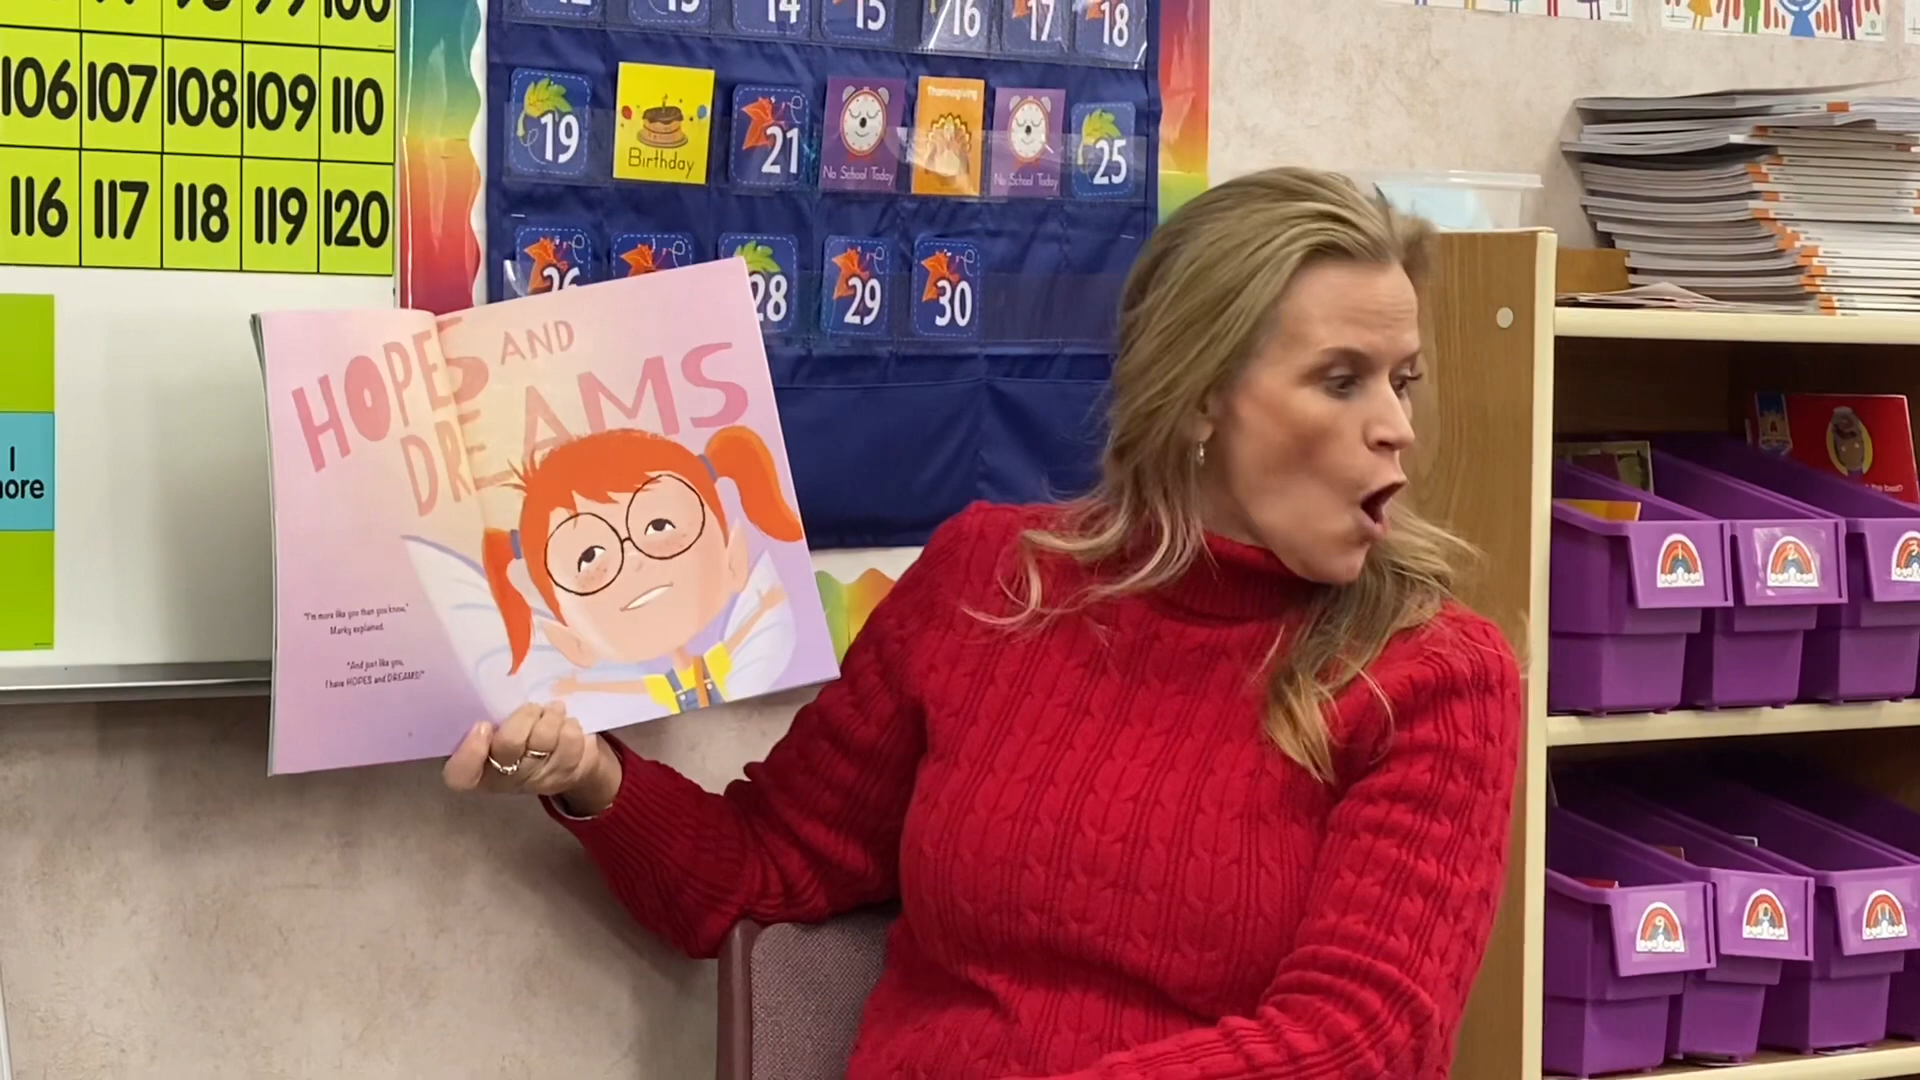 106 107 108 109 110
116 117 118 119 120
14 15 16 17 18
19 Birthday 21 No School Today Thanksgiving No School Today 25
26 28 29 30
HOPES AND
DREAMS
"I'm more like you than you know,"
Marky explained.
"And just like you,
I have HOPES and DREAMS!"